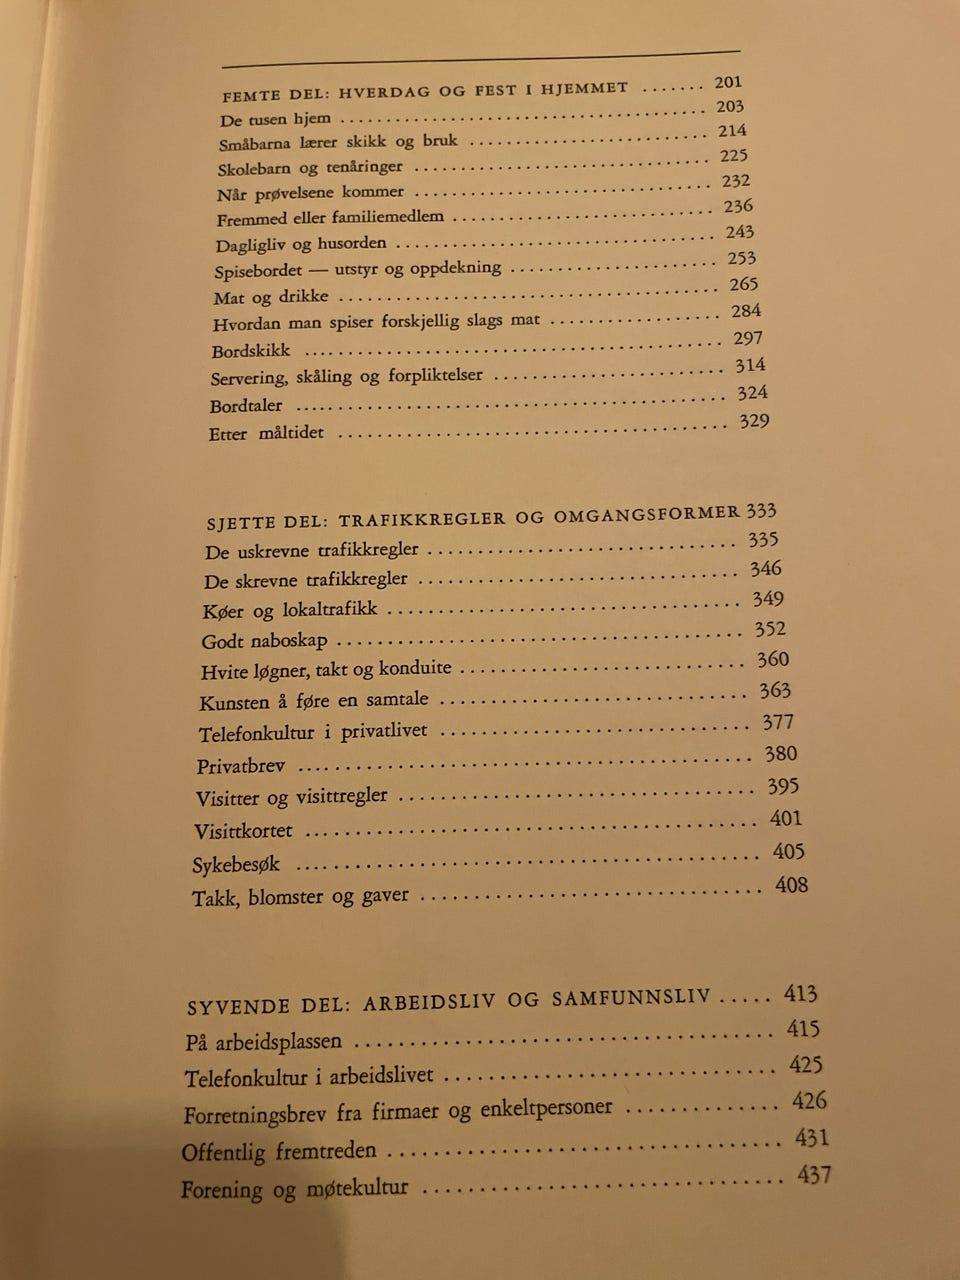 FEMTE DEL: HVERDAG OG FEST I HJEMMET ....... 201
De tusen hjem ........................................ 203
Småbarna lærer skikk og bruk .......................... 214
Skolebarn og tenåringer ................................ 225
Når prøvelsene kommer ................................ 232
Fremmed eller familiemedlem ............................ 236
Dagligliv og husorden .................................. 243
Spisebordet — utstyr og oppdekning ...................... 253
Mat og drikke ........................................ 265
Hvordan man spiser forskjellig slags mat .................. 284
Bordskikk ............................................ 297
Servering, skåling og forpliktelser ........................ 314
Bordtaler ............................................ 324
Etter måltidet ........................................ 329
SJETTE DEL: TRAFIKKREGLER OG OMGANGSFORMER 333
De uskrevne trafikkregler ................................ 335
De skrevne trafikkregler ................................ 346
Køer og lokaltrafikk .................................... 349
Godt naboskap ........................................ 352
Hvite løgner, takt og konduite ............................ 360
Kunsten å føre en samtale .............................. 363
Telefonkultur i privatlivet .............................. 377
Privatbrev ............................................ 380
Visitter og visittregler .................................. 395
Visittkortet .......................................... 401
Sykebesøk ............................................ 405
Takk, blomster og gaver ................................ 408
SYVENDE DEL: ARBEIDSLIV OG SAMFUNNSLIV ..... 413
På arbeidsplassen ...................................... 415
Telefonkultur i arbeidslivet .............................. 425
Forretningsbrev fra firmaer og enkeltpersoner .............. 426
Offentlig fremtreden .................................... 431
Forening og møtekultur ................................ 437